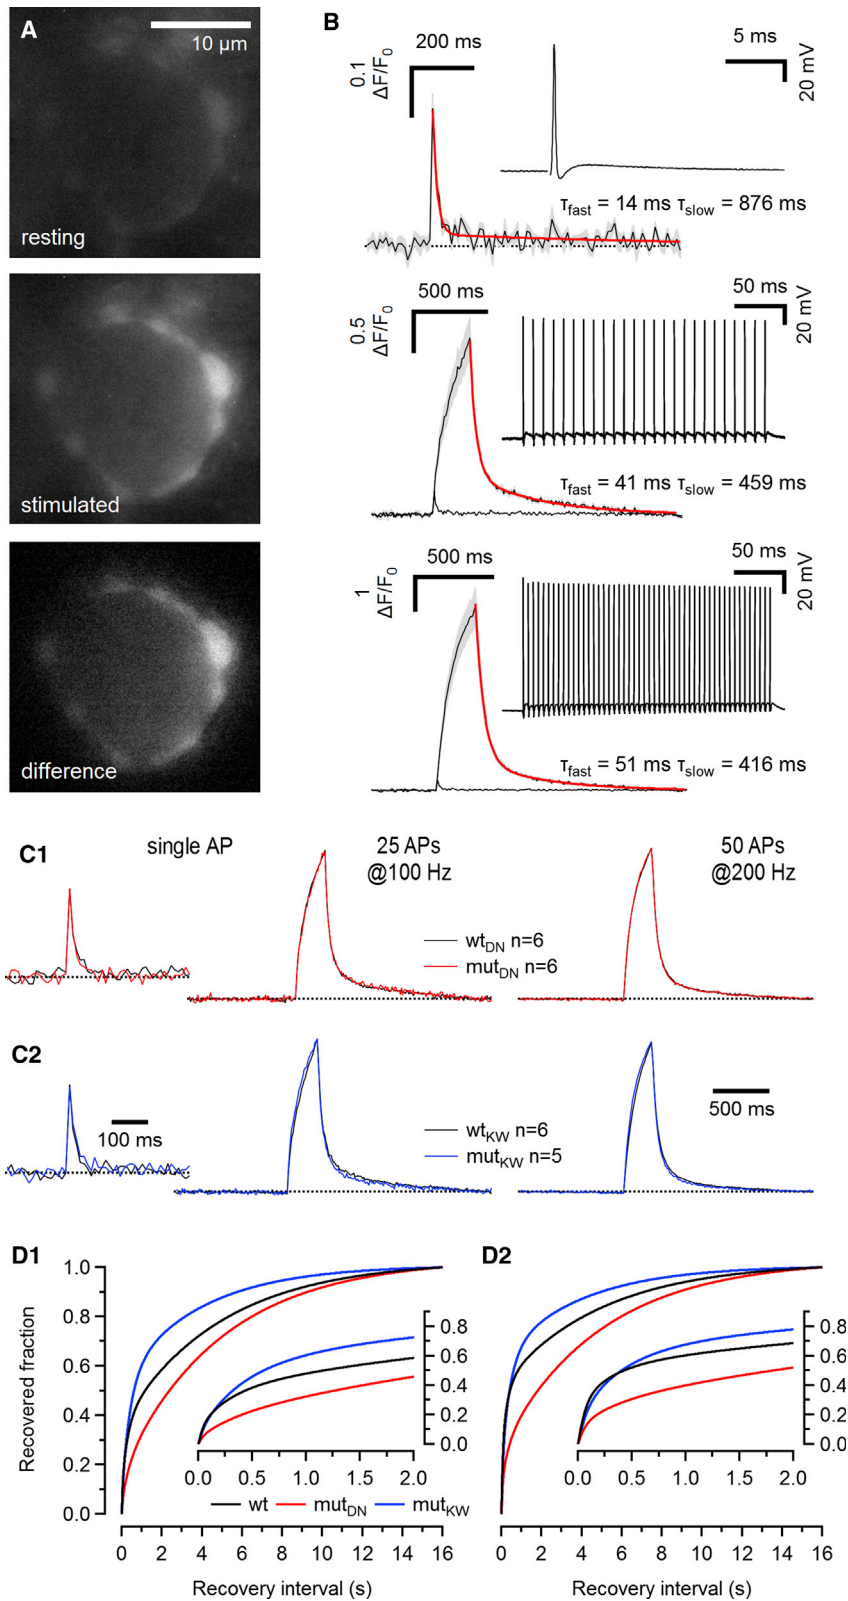 A
10 µm
resting
stimulated
difference
B
200 ms
0.1
ΔF/F0
5 ms
20 mV
τfast = 14 ms τslow = 876 ms
500 ms
0.5
ΔF/F0
50 ms
20 mV
τfast = 41 ms τslow = 459 ms
500 ms
1
ΔF/F0
50 ms
20 mV
τfast = 51 ms τslow = 416 ms
C1
single AP
25 APs
@100 Hz
50 APs
@200 Hz
wtDN n=6
mutDN n=6
C2
100 ms
wtKW n=6
mutKW n=5
500 ms
D1
Recovered fraction
1.0
0.8
0.6
0.4
0.2
0.0
0.8
0.6
0.4
0.2
0.0
0.0 0.5 1.0 1.5 2.0
wt mutDN mutKW
0 2 4 6 8 10 12 14 16
Recovery interval (s)
D2
0.8
0.6
0.4
0.2
0.0
0.0 0.5 1.0 1.5 2.0
0 2 4 6 8 10 12 14 16
Recovery interval (s)